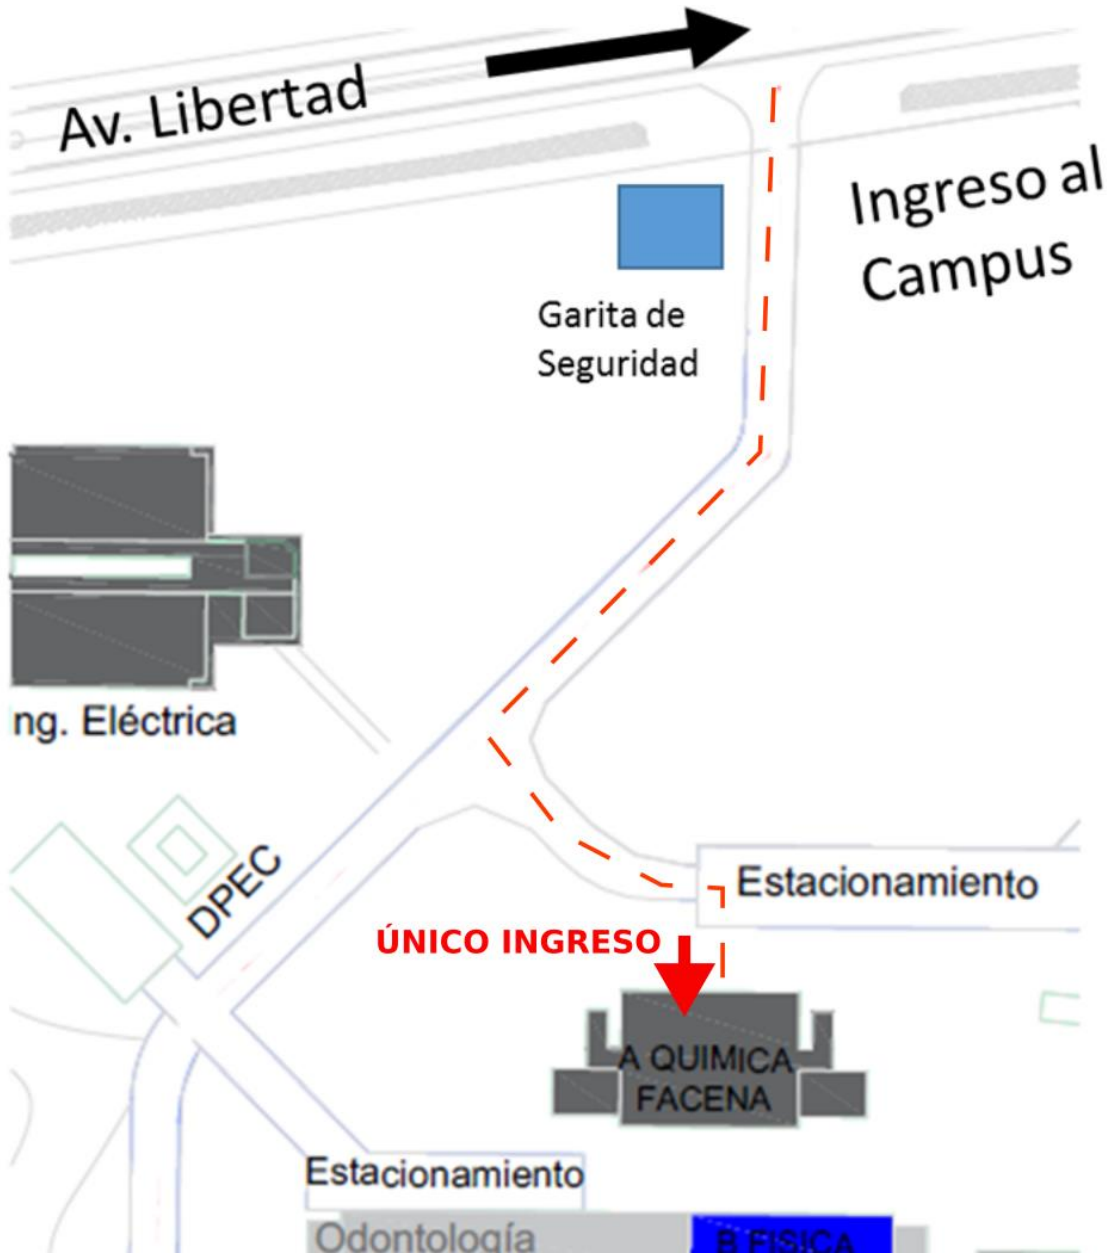 Av. Libertad
Ingreso al
Campus
Garita de
Seguridad
ng. Eléctrica
DPEC
Estacionamiento
ÚNICO INGRESO
A QUIMICA
FACENA
Estacionamiento
Odontología
B FISICA